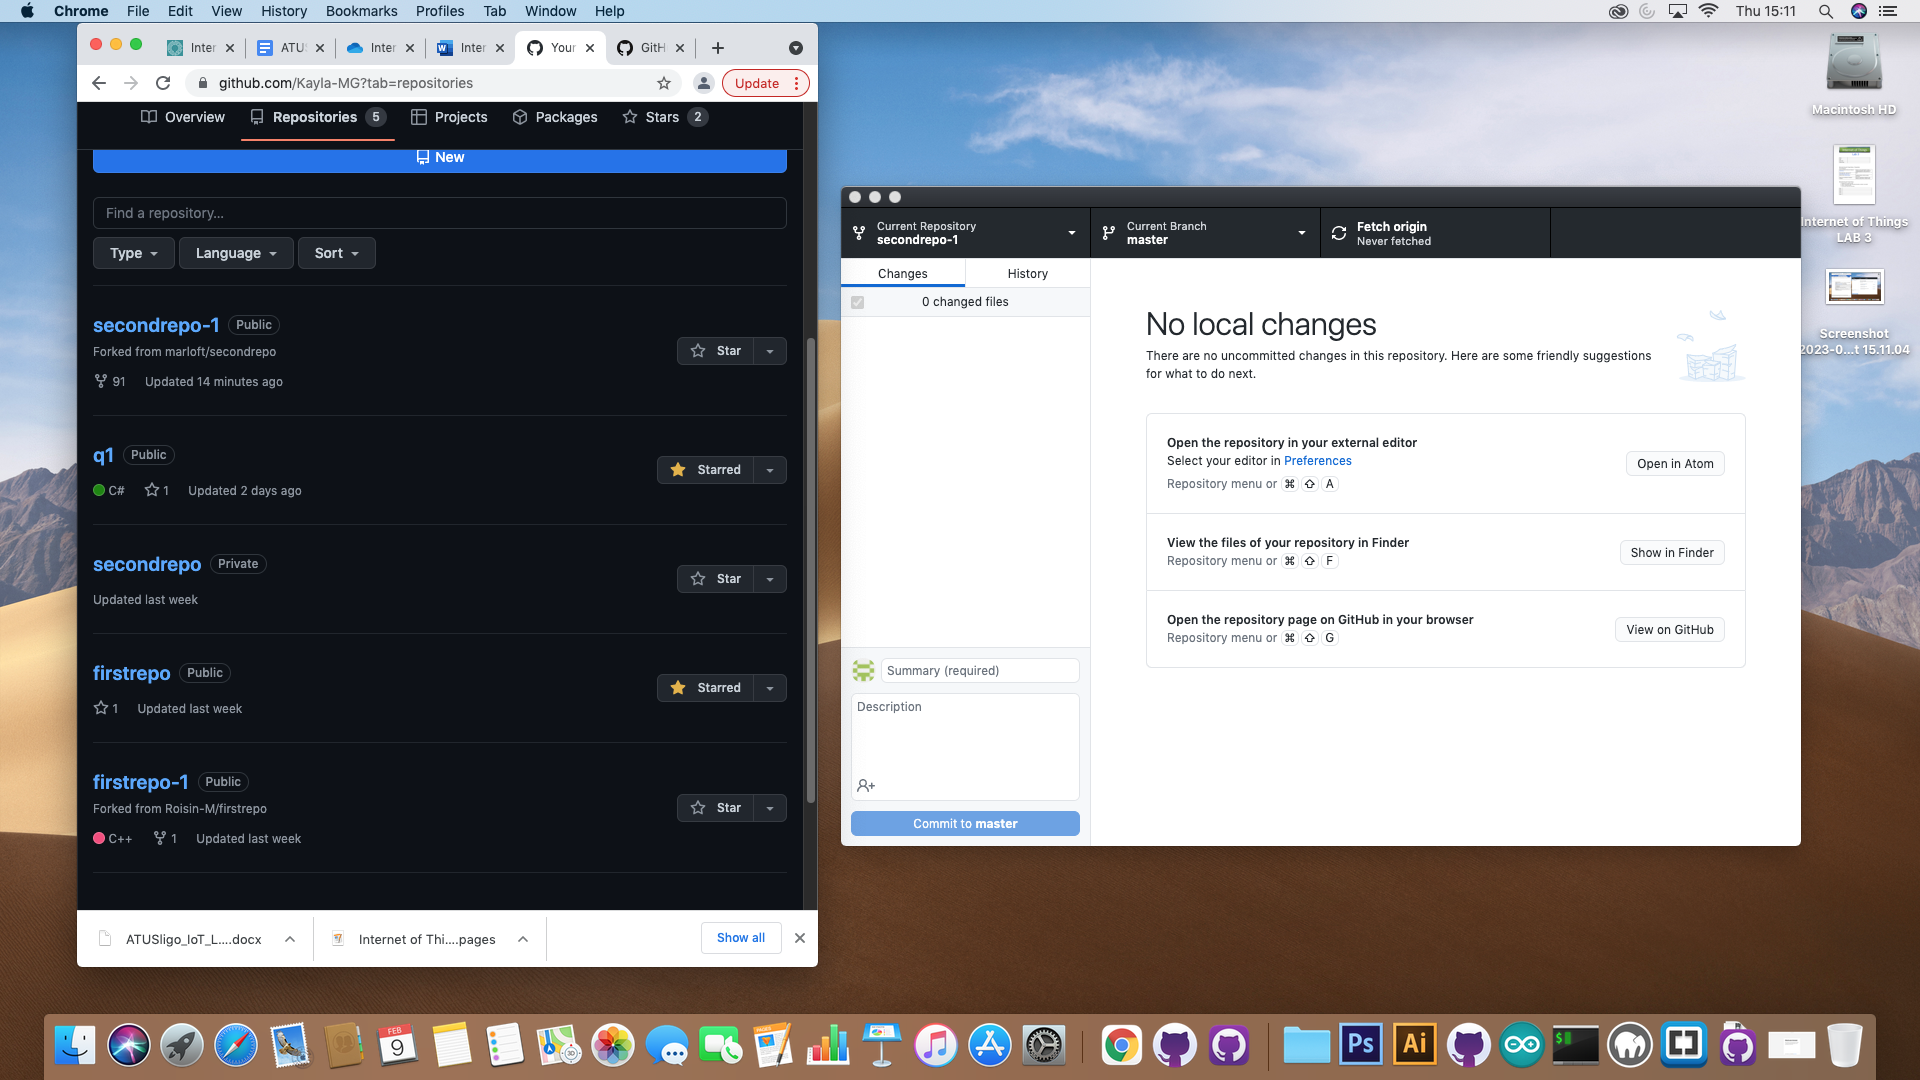 Chrome File Edit View History Bookmarks Profiles Tab Window Help
Thu 15:11
Inter
ATUS
Inter
Inter
Your
GitH
github.com/Kayla-MG?tab=repositories
Update
Overview
Repositories 5
Projects
Packages
Stars 2
New
Find a repository...
Type
Language
Sort
secondrepo-1 Public
Forked from marloft/secondrepo
91 Updated 14 minutes ago
Star
q1 Public
C# 1 Updated 2 days ago
Starred
secondrepo Private
Updated last week
Star
firstrepo Public
1 Updated last week
Starred
firstrepo-1 Public
Forked from Roisin-M/firstrepo
C++ 1 Updated last week
Star
ATUSligo_IoT_L....docx
Internet of Thi....pages
Show all
Current Repository
secondrepo-1
Current Branch
master
Fetch origin
Never fetched
Changes
History
0 changed files
Summary (required)
Description
Commit to master
No local changes
There are no uncommitted changes in this repository. Here are some friendly suggestions
for what to do next.
Open the repository in your external editor
Select your editor in Preferences
Repository menu or ⌘ ⇧ A
Open in Atom
View the files of your repository in Finder
Repository menu or ⌘ ⇧ F
Show in Finder
Open the repository page on GitHub in your browser
Repository menu or ⌘ ⇧ G
View on GitHub
Macintosh HD
Internet of Things
LAB 3
Screenshot
2023-0...t 15.11.04
FEB
9
PAGES
Ps
Ai